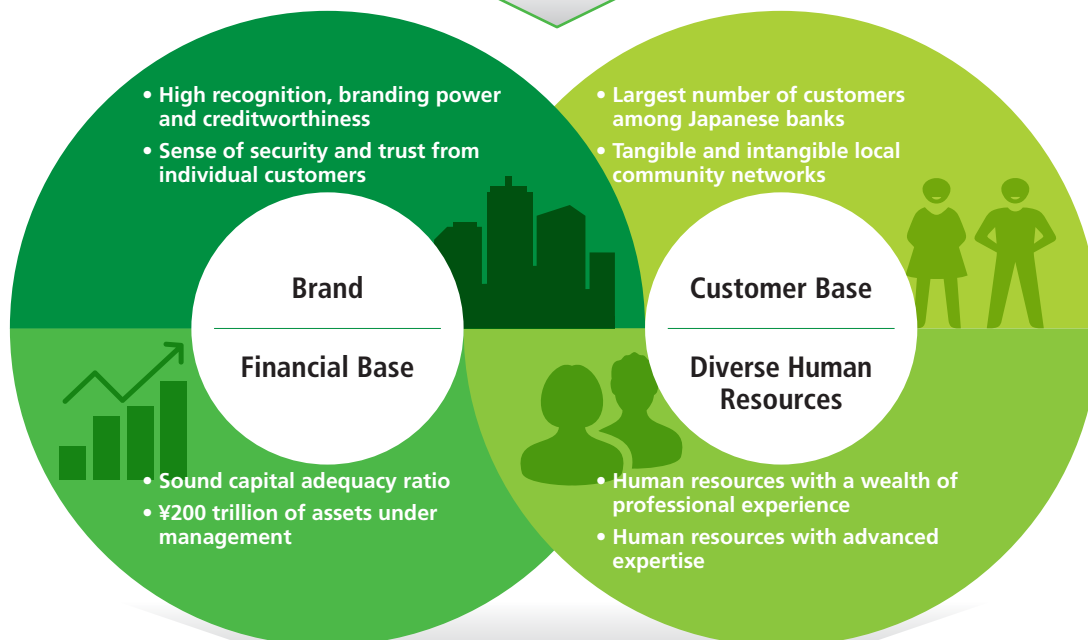 • High recognition, branding power
and creditworthiness
• Sense of security and trust from
individual customers
• Largest number of customers
among Japanese banks
• Tangible and intangible local
community networks
Brand
Financial Base
Customer Base
Diverse Human
Resources
• Sound capital adequacy ratio
• ¥200 trillion of assets under
management
• Human resources with a wealth of
professional experience
• Human resources with advanced
expertise